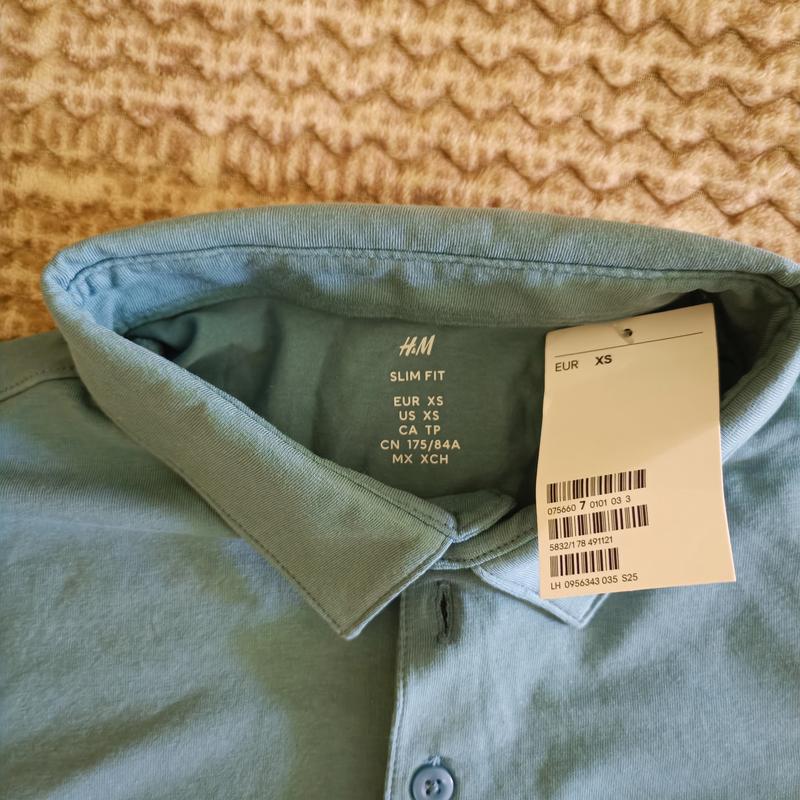 H&M
SLIM FIT
EUR XS
US XS
CA TP
CN 175/84A
MX XCH
EUR XS
075660 7 0101 03 3
5832/178 491121
LH 0956343 035 S25